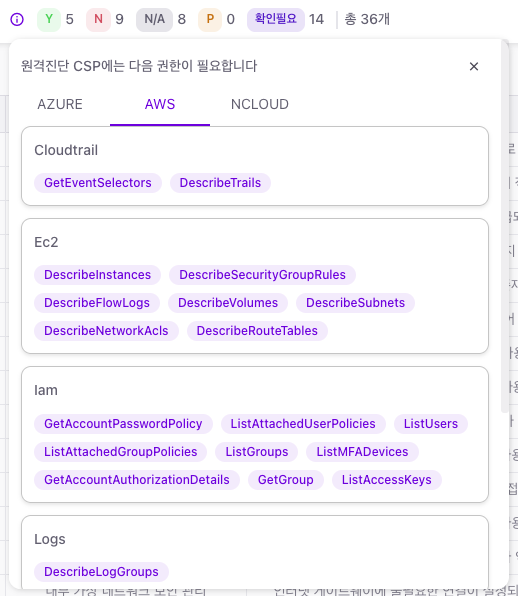 Y 5 N 9 N/A 8 P 0 확인필요 14 총 36개
원격진단 CSP에는 다음 권한이 필요합니다
AZURE AWS NCLOUD
Cloudtrail
GetEventSelectors DescribeTrails
Ec2
DescribeInstances DescribeSecurityGroupRules
DescribeFlowLogs DescribeVolumes DescribeSubnets
DescribeNetworkAcls DescribeRouteTables
Iam
GetAccountPasswordPolicy ListAttachedUserPolicies ListUsers
ListAttachedGroupPolicies ListGroups ListMFADevices
GetAccountAuthorizationDetails GetGroup ListAccessKeys
Logs
DescribeLogGroups